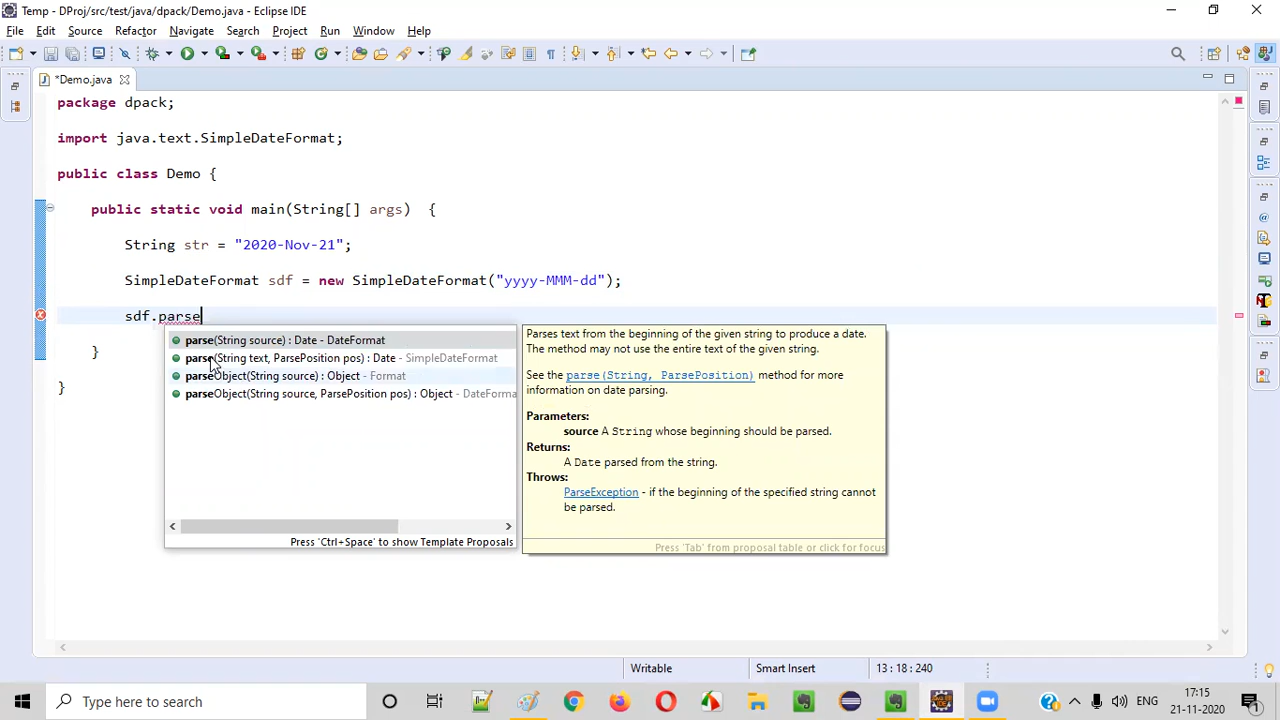 Temp - DProj/src/test/java/dpack/Demo.java - Eclipse IDE
File Edit Source Refactor Navigate Search Project Run Window Help
*Demo.java
package dpack;
import java.text.SimpleDateFormat;
public class Demo {
public static void main(String[] args) {
String str = "2020-Nov-21";
SimpleDateFormat sdf = new SimpleDateFormat("yyyy-MMM-dd");
sdf.parse
}
}
parse(String source) : Date - DateFormat
parse(String text, ParsePosition pos) : Date - SimpleDateFormat
parseObject(String source) : Object - Format
parseObject(String source, ParsePosition pos) : Object - DateForma
Press 'Ctrl+Space' to show Template Proposals
Parses text from the beginning of the given string to produce a date.
The method may not use the entire text of the given string.
See the parse(String, ParsePosition) method for more
information on date parsing.
Parameters:
source A String whose beginning should be parsed.
Returns:
A Date parsed from the string.
Throws:
ParseException - if the beginning of the specified string cannot
be parsed.
Press 'Tab' from proposal table or click for focus
Writable Smart Insert 13 : 18 : 240
Type here to search
ENG
17:15
21-11-2020